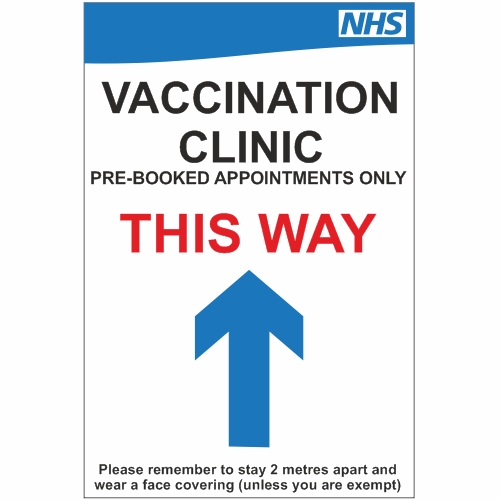 NHS
VACCINATION
CLINIC
PRE-BOOKED APPOINTMENTS ONLY
THIS WAY
Please remember to stay 2 metres apart and
wear a face covering (unless you are exempt)